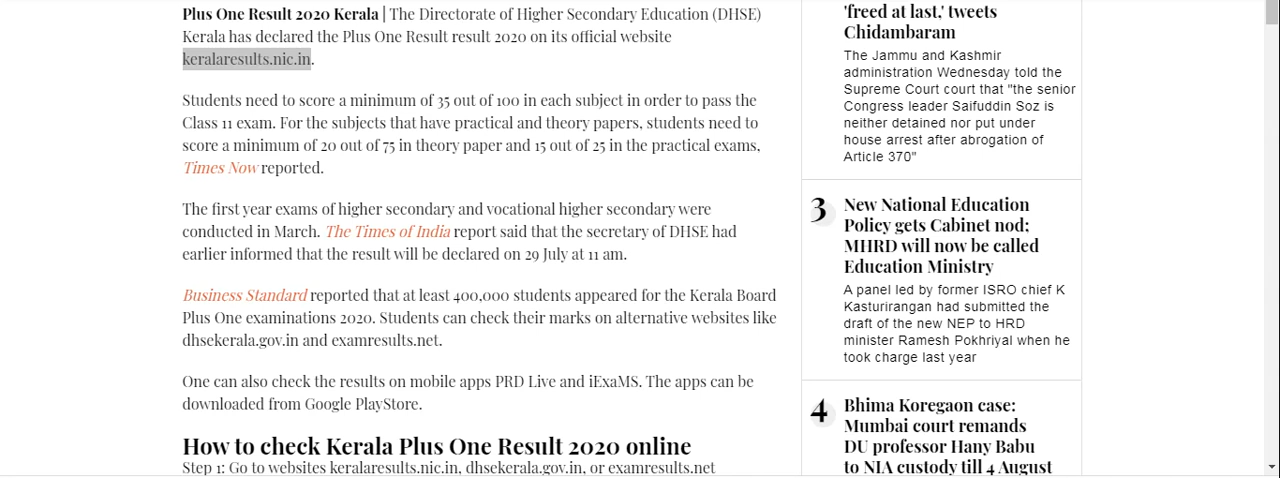 Plus One Result 2020 Kerala | The Directorate of Higher Secondary Education (DHSE)
Kerala has declared the Plus One Result result 2020 on its official website
keralaresults.nic.in.
Students need to score a minimum of 35 out of 100 in each subject in order to pass the
Class 11 exam. For the subjects that have practical and theory papers, students need to
score a minimum of 20 out of 75 in theory paper and 15 out of 25 in the practical exams,
Times Now reported.
The first year exams of higher secondary and vocational higher secondary were
conducted in March. The Times of India report said that the secretary of DHSE had
earlier informed that the result will be declared on 29 July at 11 am.
Business Standard reported that at least 400,000 students appeared for the Kerala Board
Plus One examinations 2020. Students can check their marks on alternative websites like
dhsekerala.gov.in and examresults.net.
One can also check the results on mobile apps PRD Live and iExaMS. The apps can be
downloaded from Google PlayStore.
How to check Kerala Plus One Result 2020 online
Step 1: Go to websites keralaresults.nic.in, dhsekerala.gov.in, or examresults.net
'freed at last,' tweets
Chidambaram
The Jammu and Kashmir
administration Wednesday told the
Supreme Court court that "the senior
Congress leader Saifuddin Soz is
neither detained nor put under
house arrest after abrogation of
Article 370"
3
New National Education
Policy gets Cabinet nod;
MHRD will now be called
Education Ministry
A panel led by former ISRO chief K
Kasturirangan had submitted the
draft of the new NEP to HRD
minister Ramesh Pokhriyal when he
took charge last year
4
Bhima Koregaon case:
Mumbai court remands
DU professor Hany Babu
to NIA custody till 4 August